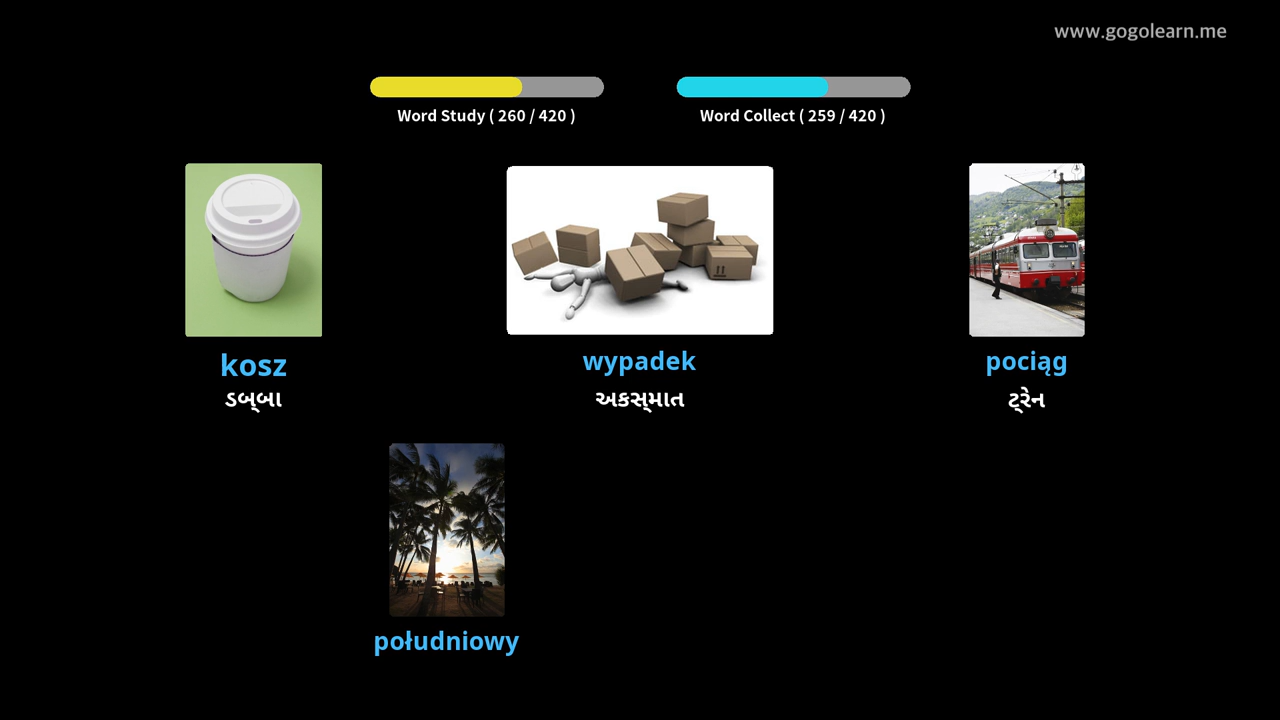 www.gogolearn.me
Word Study ( 260 / 420 )
Word Collect ( 259 / 420 )
kosz
wypadek
pociąg
ડબ્‌બા
અકસ્‌માત
ટ્‌રેન
południowy